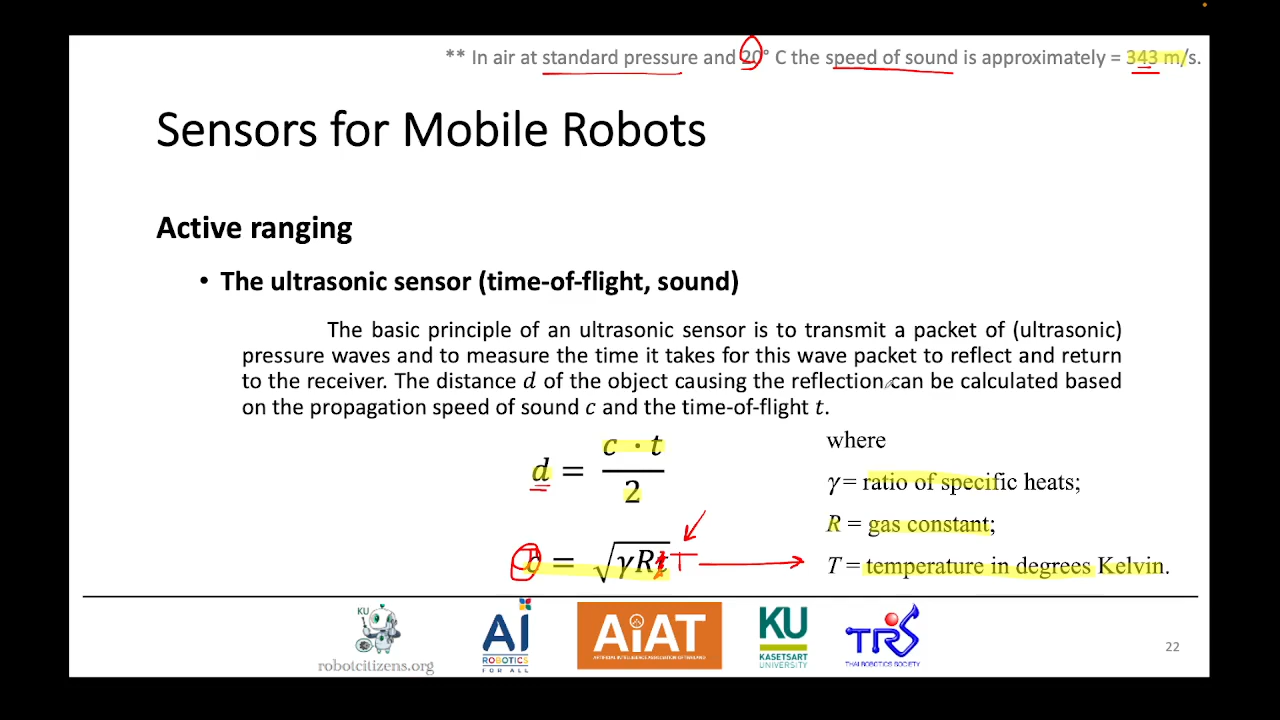 ** In air at standard pressure and 20° C the speed of sound is approximately = 343 m/s.
Sensors for Mobile Robots
Active ranging
• The ultrasonic sensor (time-of-flight, sound)
The basic principle of an ultrasonic sensor is to transmit a packet of (ultrasonic)
pressure waves and to measure the time it takes for this wave packet to reflect and return
to the receiver. The distance d of the object causing the reflection can be calculated based
on the propagation speed of sound c and the time-of-flight t.
d = c · t / 2
c = √γRt T
where
γ = ratio of specific heats;
R = gas constant;
T = temperature in degrees Kelvin.
KU
robotcitizens.org
AI
ROBOTICS
FOR ALL
AiAT
ARTIFICIAL INTELLIGENCE ASSOCIATION OF THAILAND
KU
KASETSART
UNIVERSITY
TRS
THAI ROBOTICS SOCIETY
22